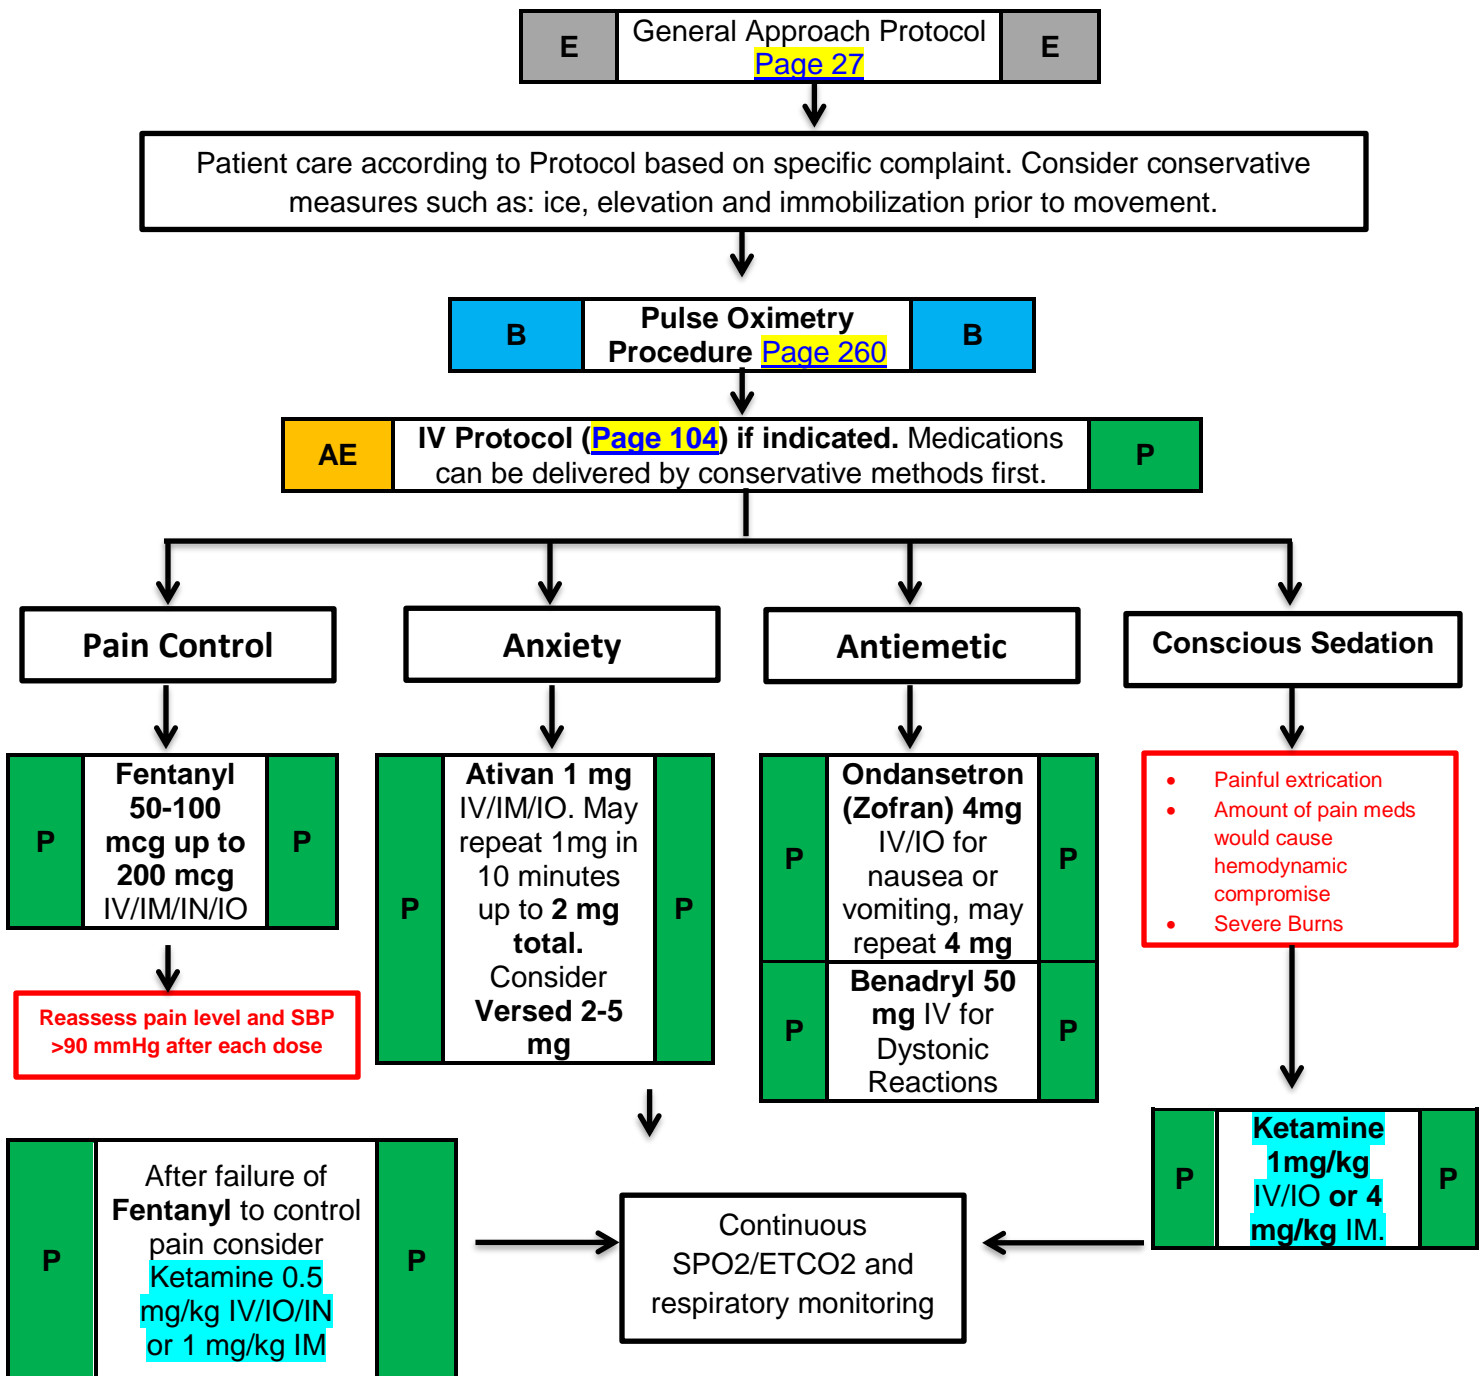 E
General Approach Protocol
Page 27
E
Patient care according to Protocol based on specific complaint. Consider conservative
measures such as: ice, elevation and immobilization prior to movement.
B
Pulse Oximetry
Procedure Page 260
B
AE
IV Protocol (Page 104) if indicated. Medications
can be delivered by conservative methods first.
P
Pain Control
Anxiety
Antiemetic
Conscious Sedation
P
Fentanyl
50-100
mcg up to
200 mcg
IV/IM/IN/IO
P
Reassess pain level and SBP
>90 mmHg after each dose
P
After failure of
Fentanyl to control
pain consider
Ketamine 0.5
mg/kg IV/IO/IN
or 1 mg/kg IM
P
P
Ativan 1 mg
IV/IM/IO. May
repeat 1mg in
10 minutes
up to 2 mg
total.
Consider
Versed 2-5
mg
P
P
Ondansetron
(Zofran) 4mg
IV/IO for
nausea or
vomiting, may
repeat 4 mg
P
P
Benadryl 50
mg IV for
Dystonic
Reactions
P
• Painful extrication
• Amount of pain meds
would cause
hemodynamic
compromise
• Severe Burns
P
Ketamine
1mg/kg
IV/IO or 4
mg/kg IM.
P
Continuous
SPO2/ETCO2 and
respiratory monitoring